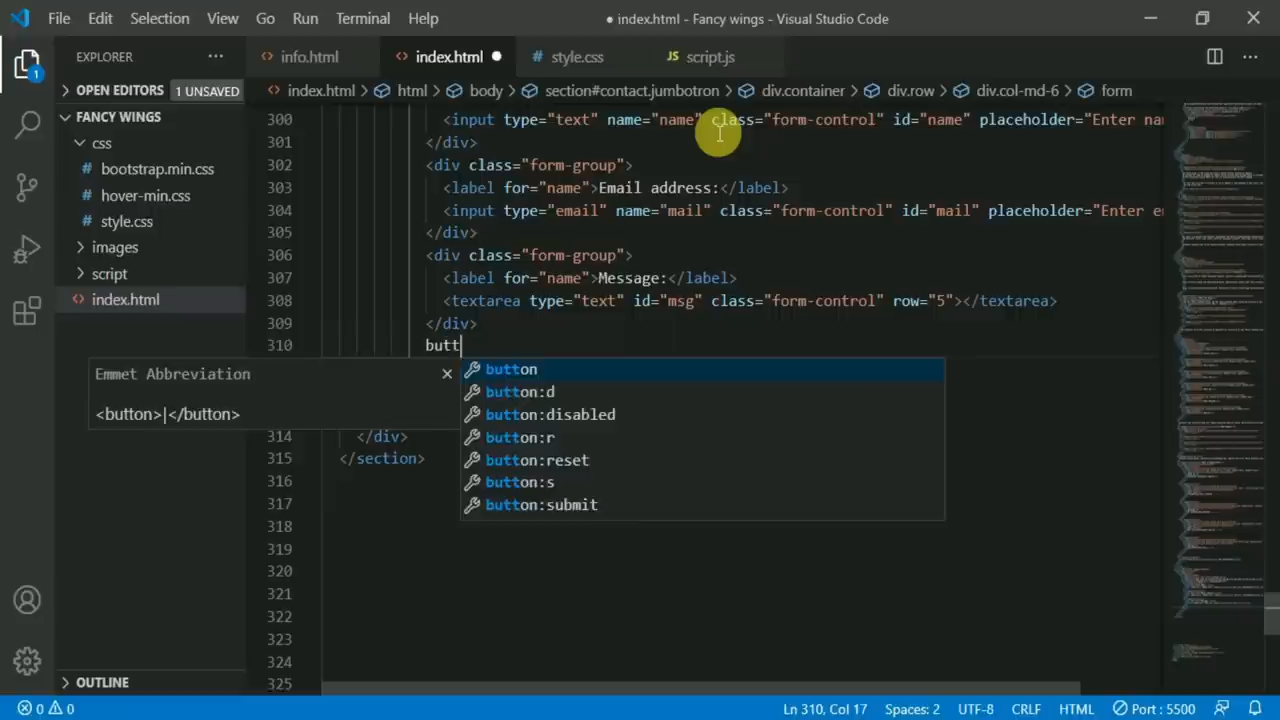 File Edit Selection View Go Run Terminal Help ● index.html - Fancy wings - Visual Studio Code
EXPLORER ···
info.html index.html style.css JS script.js
OPEN EDITORS 1 UNSAVED
index.html > html > body > section#contact.jumbotron > div.container > div.row > div.col-md-6 > form
1
FANCY WINGS
css
# bootstrap.min.css
# hover-min.css
# style.css
images
script
index.html
300 <input type="text" name="name" class="form-control" id="name" placeholder="Enter nam
301 </div>
302 <div class="form-group">
303 <label for="name">Email address:</label>
304 <input type="email" name="mail" class="form-control" id="mail" placeholder="Enter em
305 </div>
306 <div class="form-group">
307 <label for="name">Message:</label>
308 <textarea type="text" id="msg" class="form-control" row="5"></textarea>
309 </div>
310 butt
Emmet Abbreviation
<button>|</button>
button
button:d
button:disabled
button:r
button:reset
button:s
button:submit
314 </div>
315 </section>
316
317
318
319
320
321
322
323
324
325
OUTLINE
0 0 Ln 310, Col 17 Spaces: 2 UTF-8 CRLF HTML Port : 5500